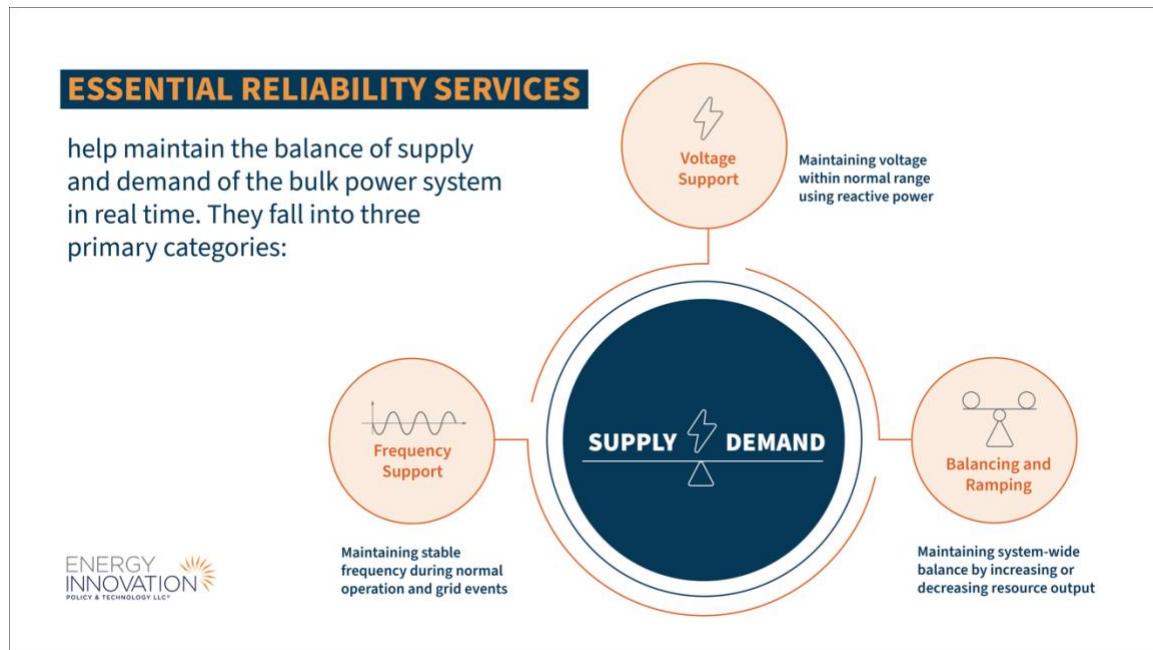 ESSENTIAL RELIABILITY SERVICES
help maintain the balance of supply
and demand of the bulk power system
in real time. They fall into three
primary categories:
Voltage
Support
Maintaining voltage
within normal range
using reactive power
SUPPLY DEMAND
Frequency
Support
Maintaining stable
frequency during normal
operation and grid events
Balancing and
Ramping
Maintaining system-wide
balance by increasing or
decreasing resource output
ENERGY
INNOVATION
POLICY & TECHNOLOGY LLC®